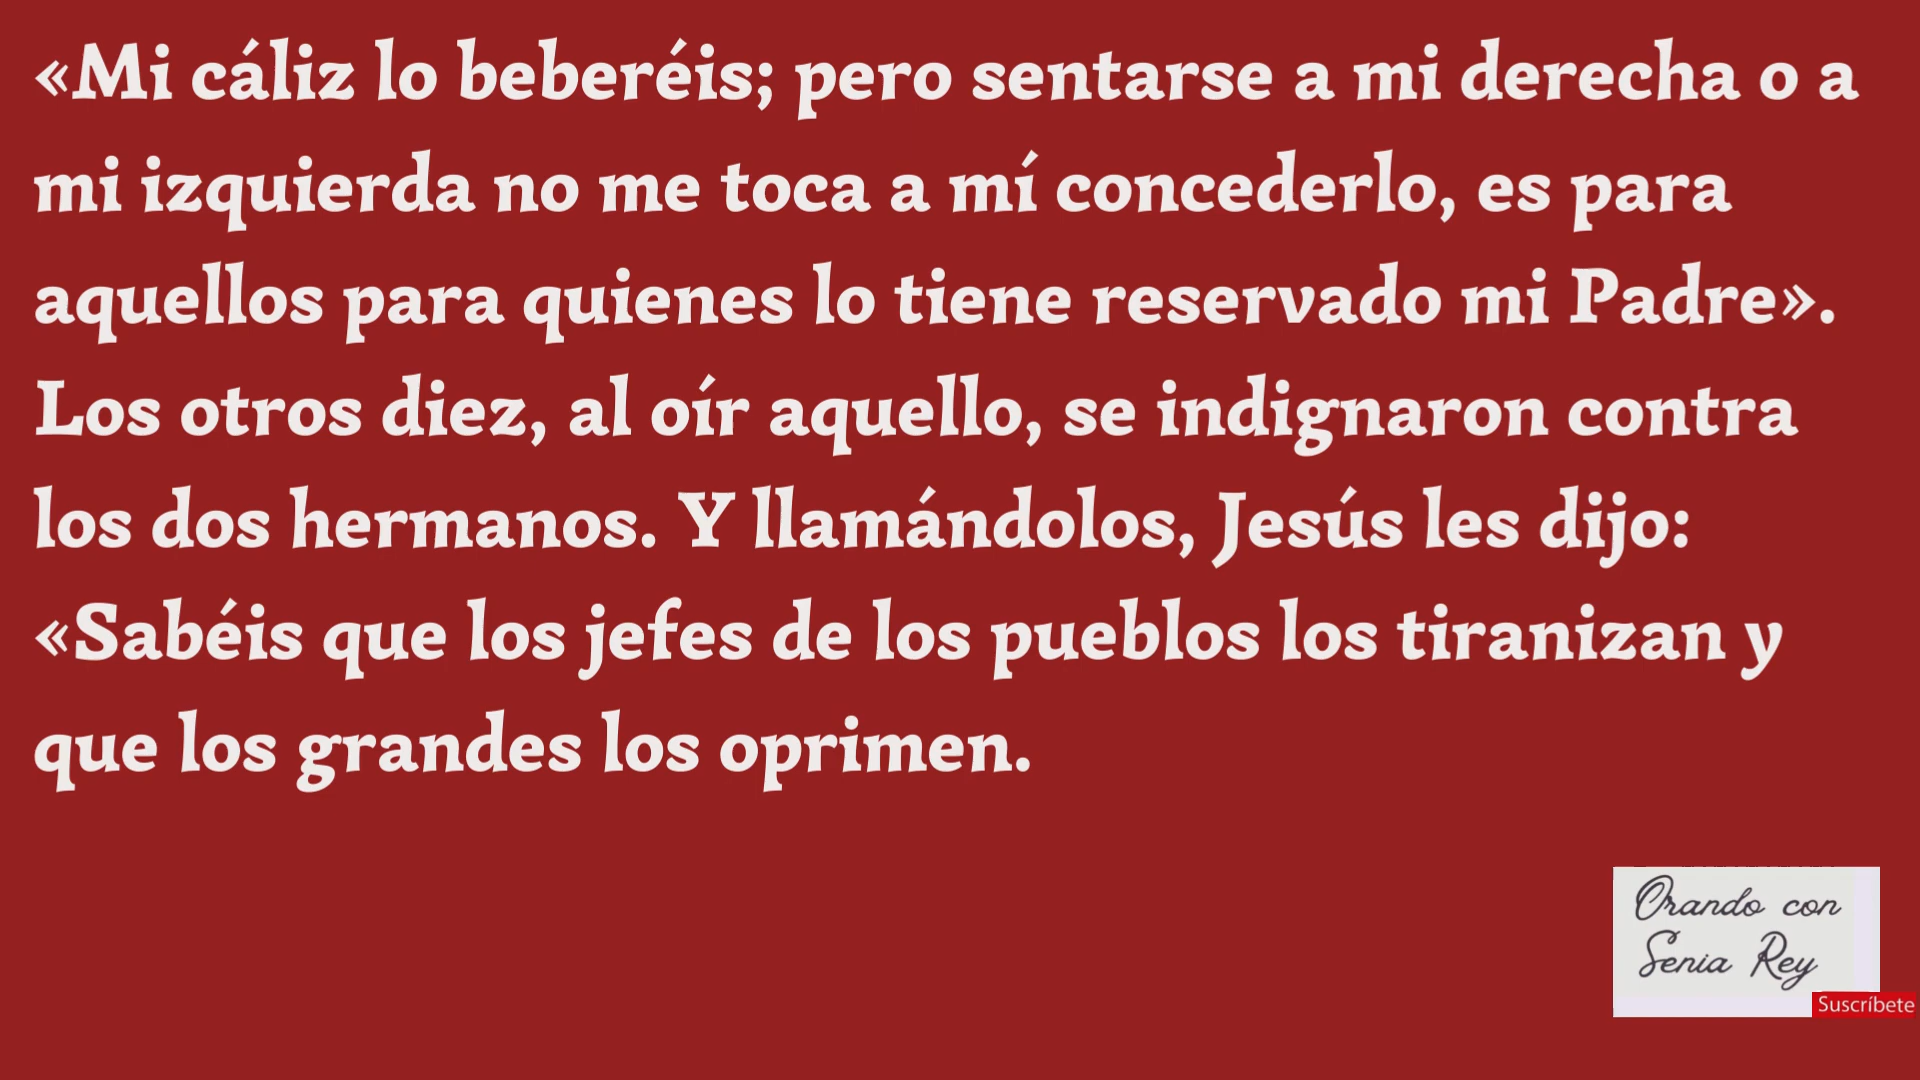 «Mi cáliz lo beberéis; pero sentarse a mi derecha o a
mi izquierda no me toca a mí concederlo, es para
aquellos para quienes lo tiene reservado mi Padre».
Los otros diez, al oír aquello, se indignaron contra
los dos hermanos. Y llamándolos, Jesús les dijo:
«Sabéis que los jefes de los pueblos los tiranizan y
que los grandes los oprimen.
Orando con
Senia Rey
Suscríbete